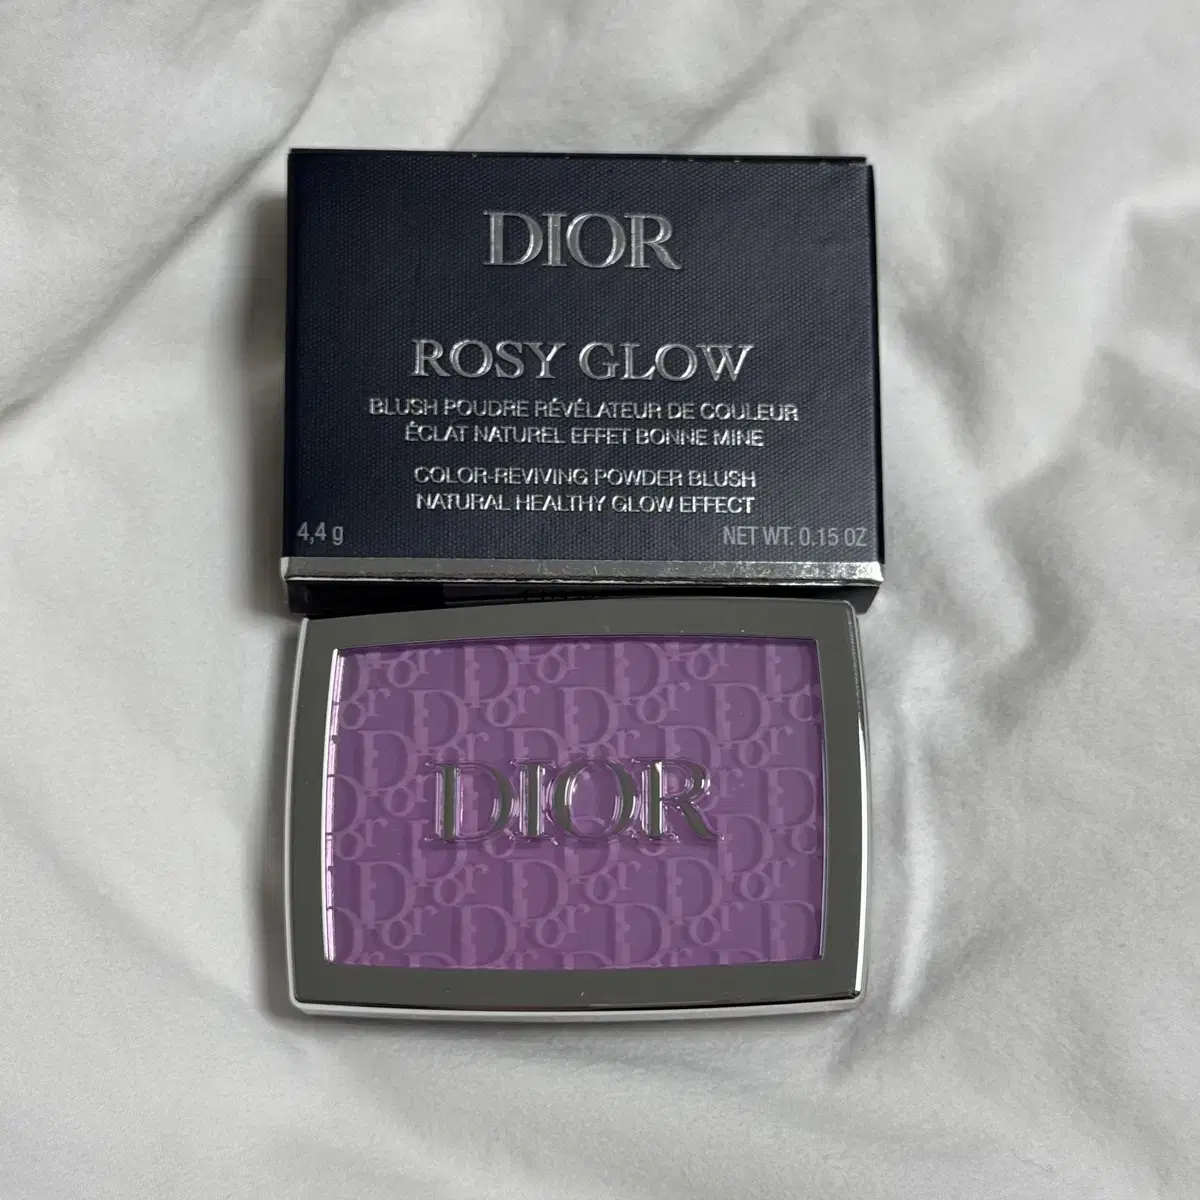 DIOR
ROSY GLOW
BLUSH POUDRE RÉVÉLATEUR DE COULEUR
ÉCLAT NATUREL EFFET BONNE MINE
COLOR-REVIVING POWDER BLUSH
NATURAL HEALTHY GLOW EFFECT
4,4 g NET WT. 0.15 OZ
DIOR